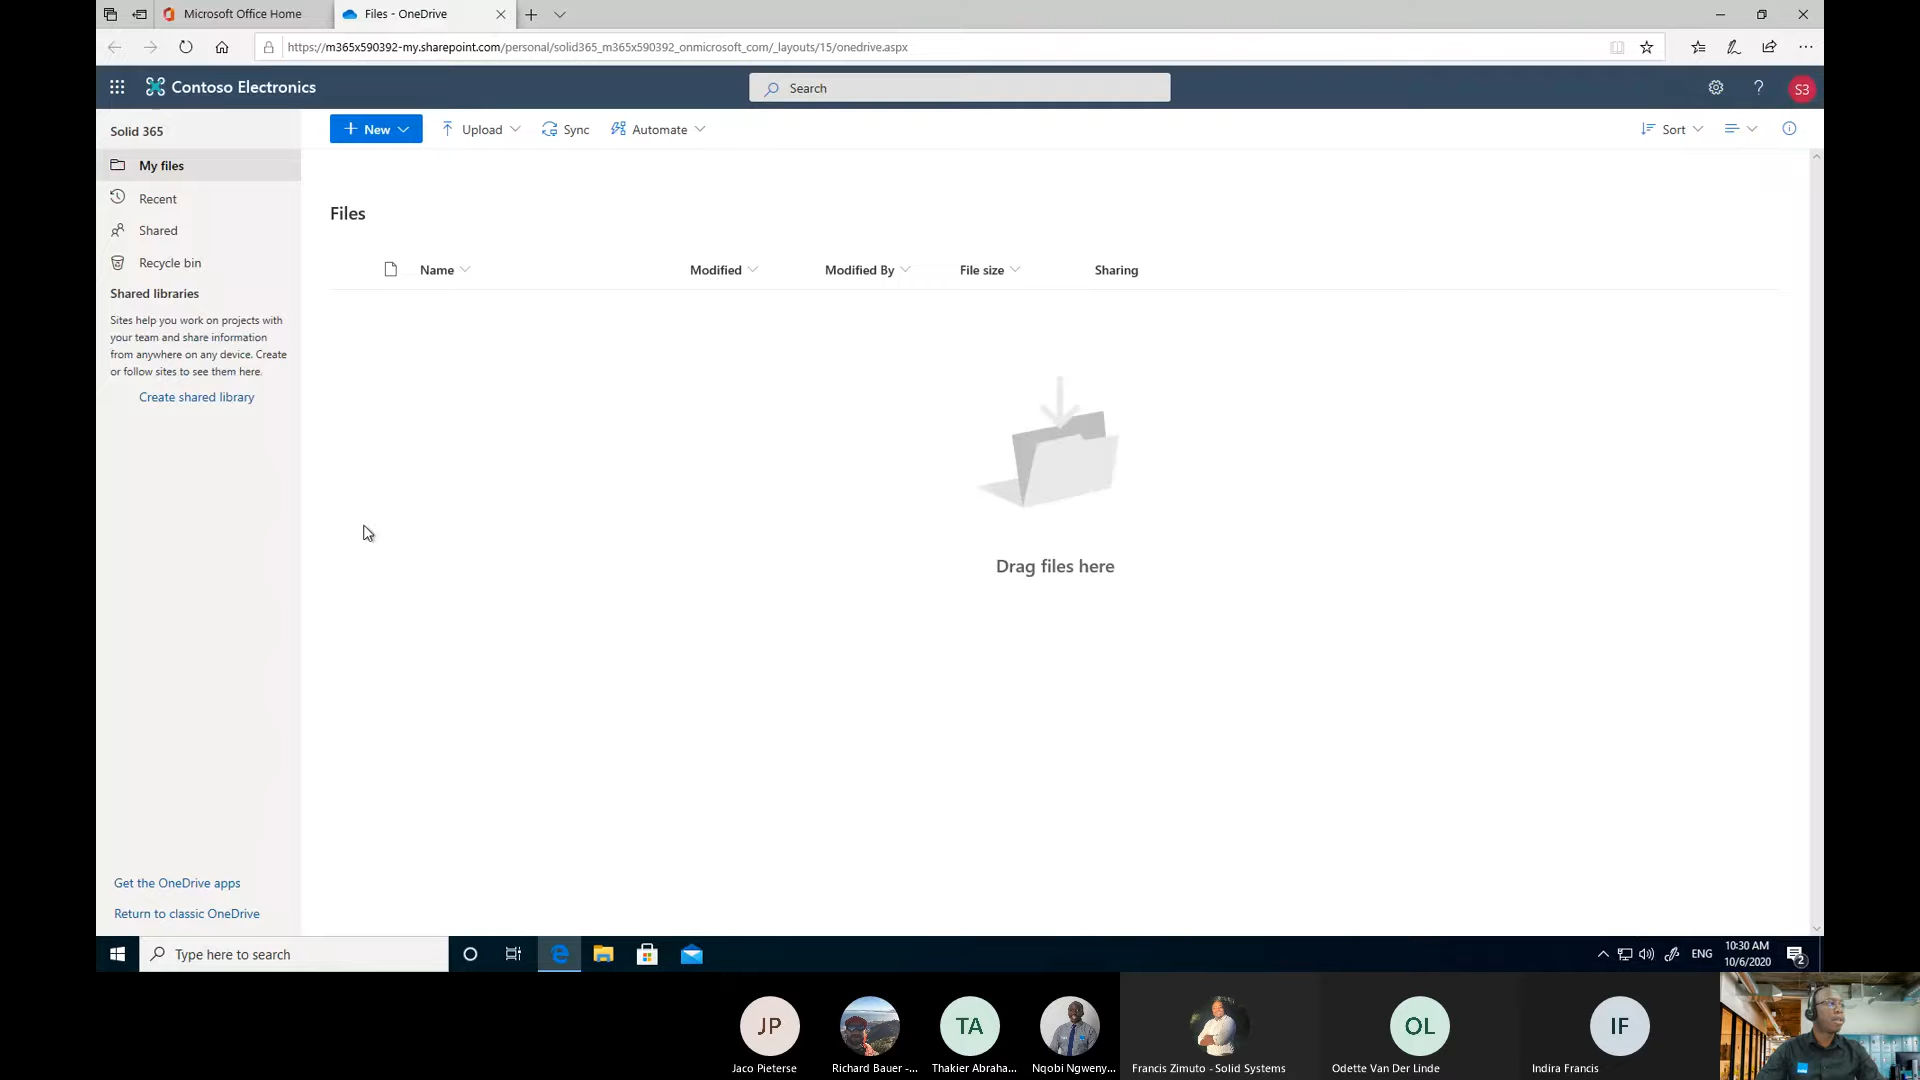 Microsoft Office Home
Files - OneDrive
https://m365x590392-my.sharepoint.com/personal/solid365_m365x590392_onmicrosoft_com/_layouts/15/onedrive.aspx
Contoso Electronics
Search
?
S3
Solid 365
New
Upload
Sync
Automate
Sort
My files
Recent
Shared
Recycle bin
Shared libraries
Sites help you work on projects with
your team and share information
from anywhere on any device. Create
or follow sites to see them here.
Create shared library
Files
Name
Modified
Modified By
File size
Sharing
Drag files here
Get the OneDrive apps
Return to classic OneDrive
Type here to search
ENG
10:30 AM
10/6/2020
2
JP
TA
OL
IF
Jaco Pieterse
Richard Bauer -...
Thakier Abraha...
Nqobi Ngweny...
Francis Zimuto - Solid Systems
Odette Van Der Linde
Indira Francis